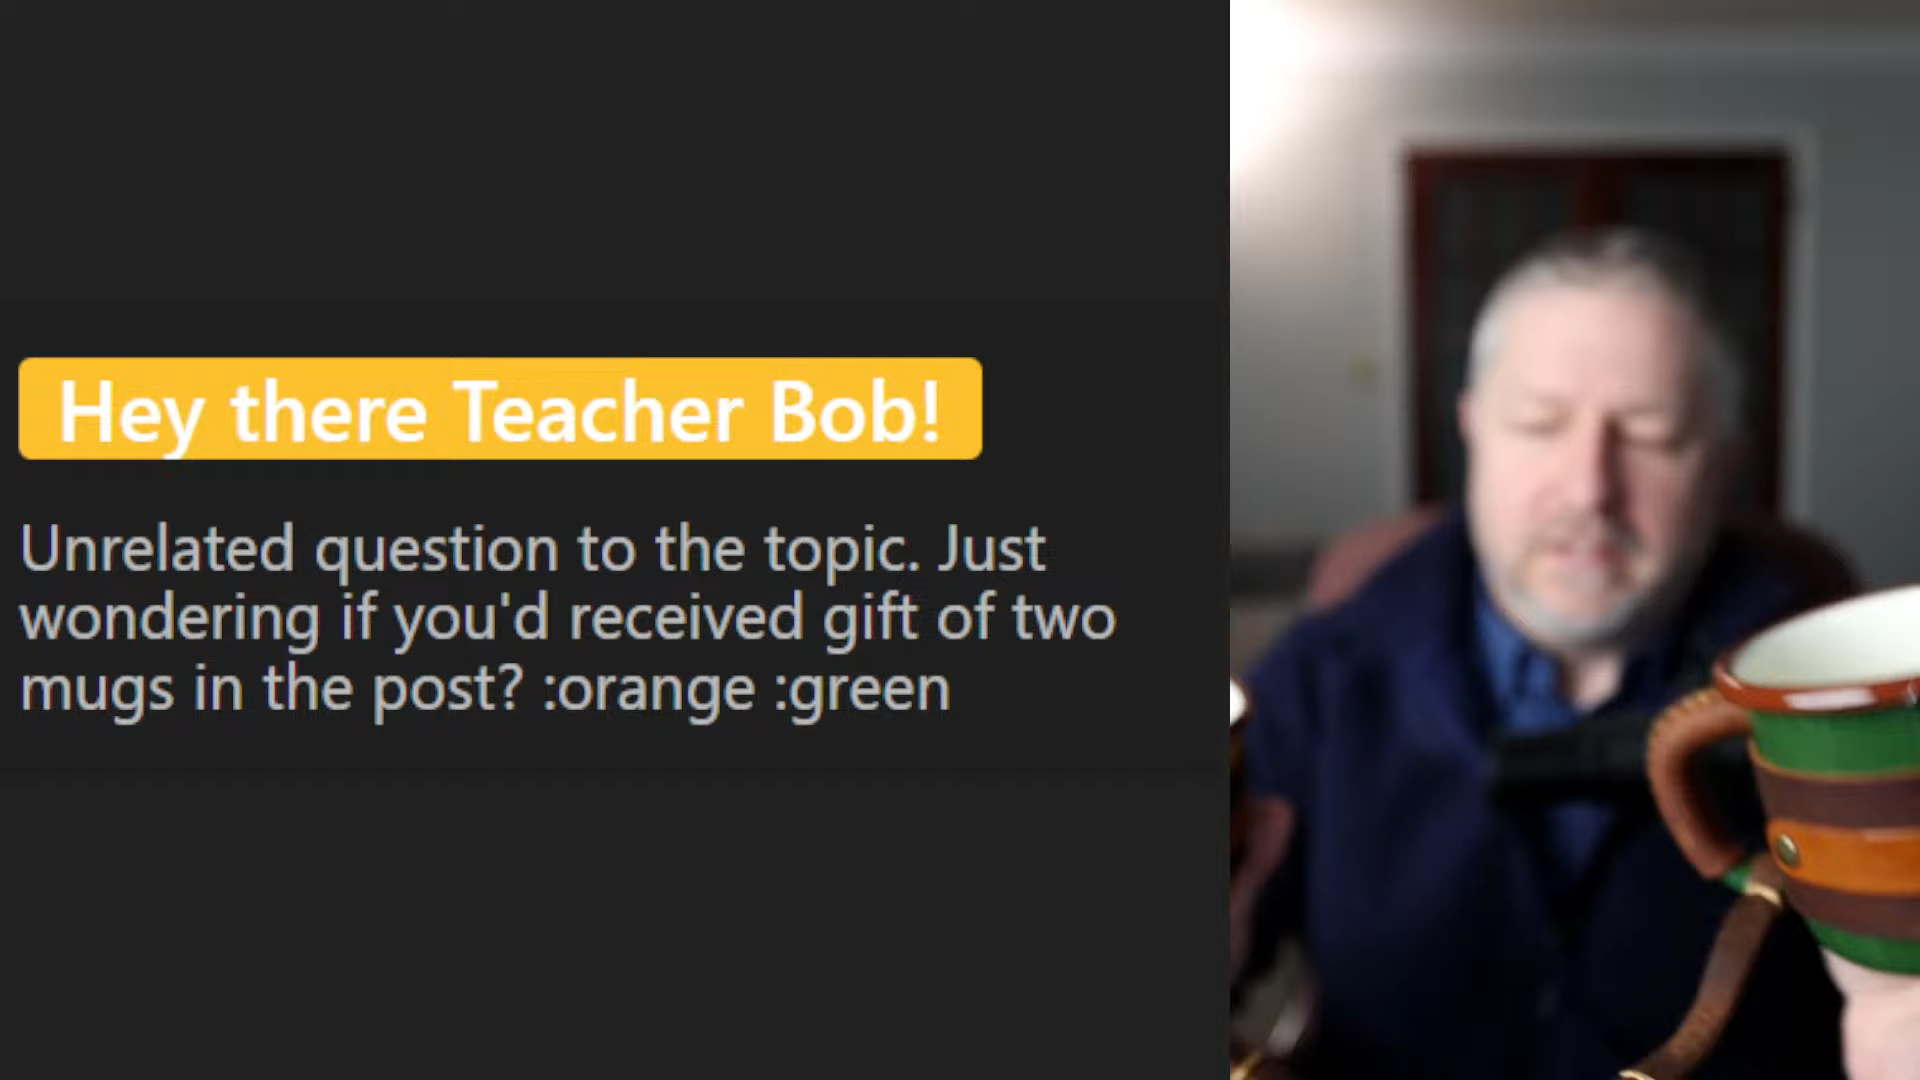 Hey there Teacher Bob!
Unrelated question to the topic. Just
wondering if you'd received gift of two
mugs in the post? :orange :green